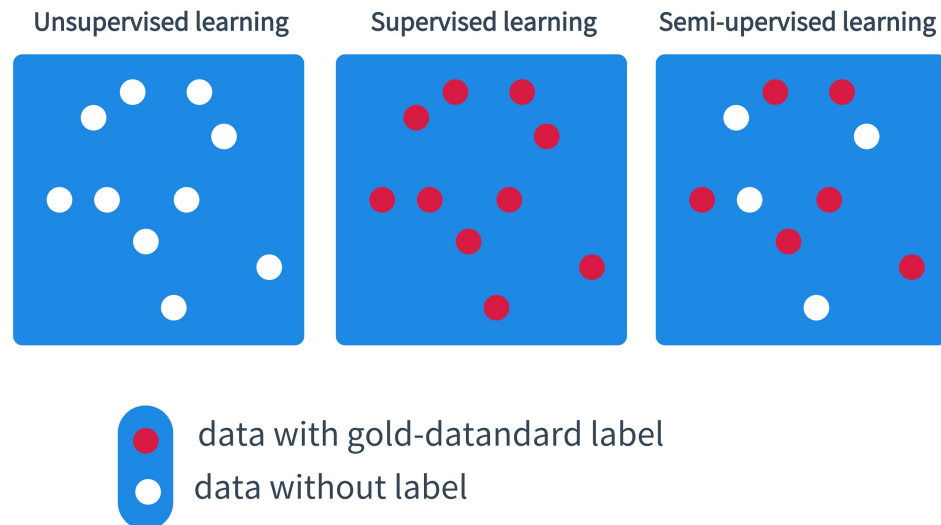 Unsupervised learning
Supervised learning
Semi-upervised learning
data with gold-datandard label
data without label